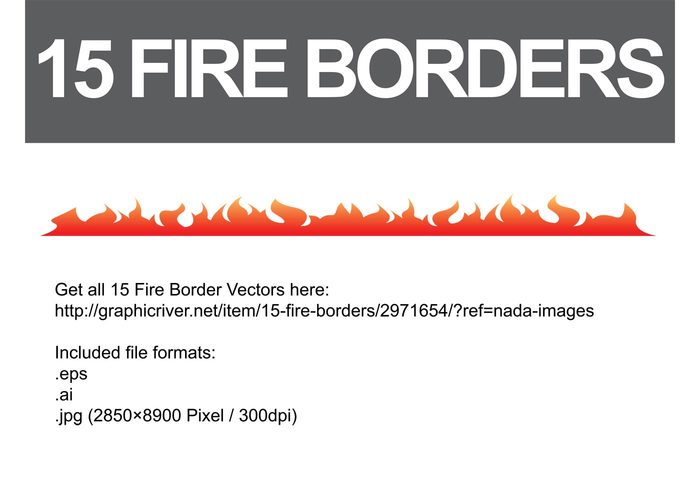 15 FIRE BORDERS
Get all 15 Fire Border Vectors here:
http://graphicriver.net/item/15-fire-borders/2971654/?ref=nada-images
Included file formats:
.eps
.ai
.jpg (2850×8900 Pixel / 300dpi)